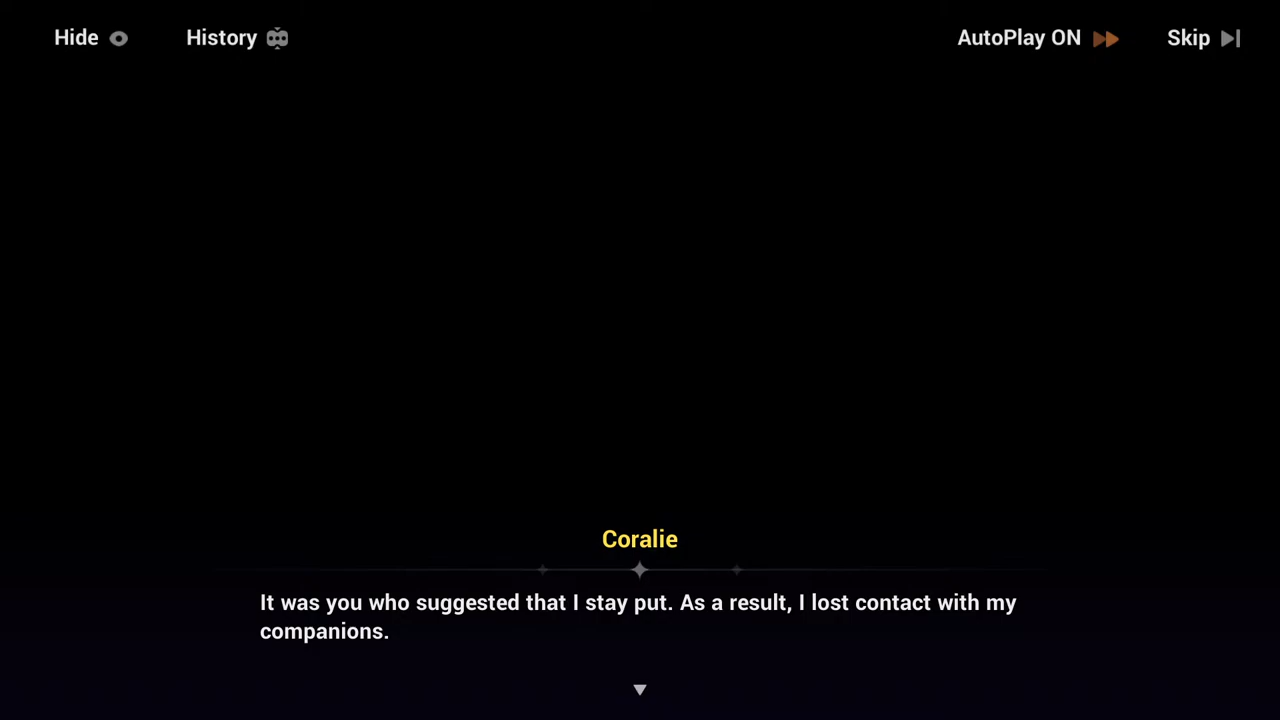 Hide
History
AutoPlay ON
Skip
Coralie
It was you who suggested that I stay put. As a result, I lost contact with my
companions.